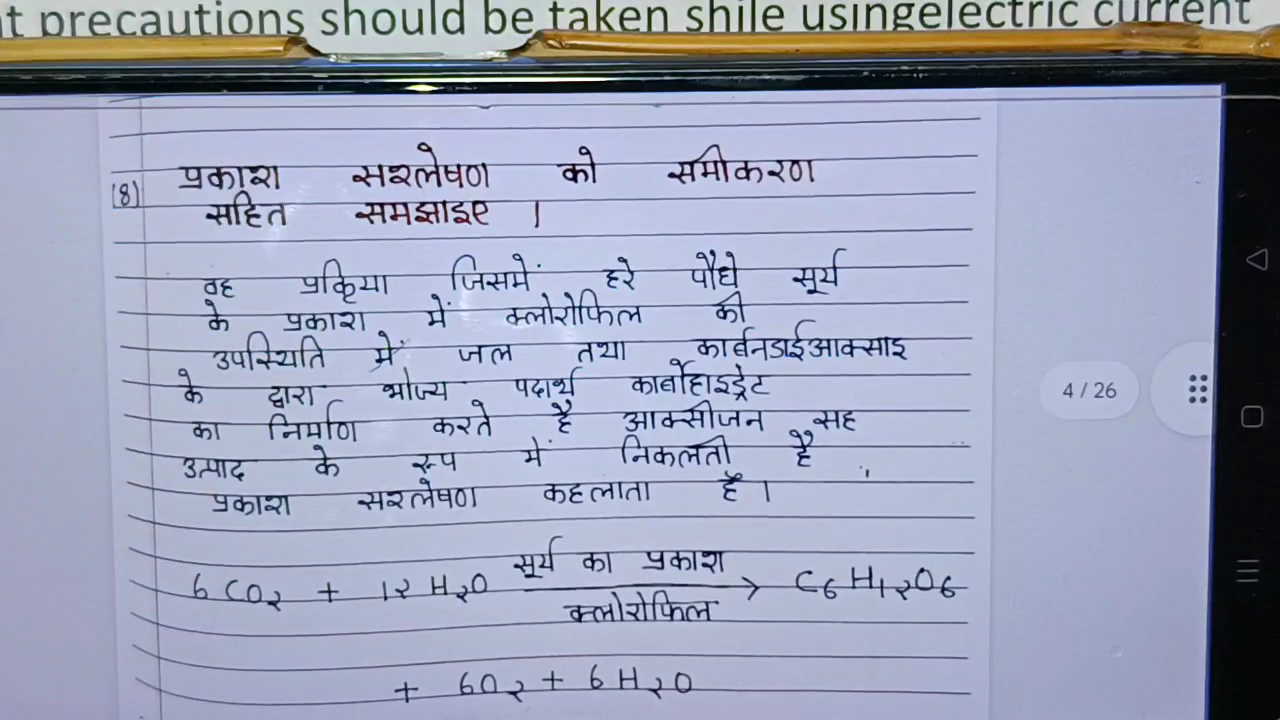 t precautions should be taken shile usingelectric current
(8) प्रकाश सश्लेषण को समीकरण
सहित समझाइए ।
वह प्रक्रिया जिसमें हरे पौधे सूर्य
के प्रकाश में क्लोरोफिल की
उपस्थिति में जल तथा कार्बनडाईआक्साइ
के द्वारा भोज्य पदार्थ कार्बोहाइड्रेट
का निर्माण करते है आक्सीजन सह
उत्पाद के रूप में निकलती है
प्रकाश सश्लेषण कहलाता है ।
सूर्य का प्रकाश
6CO₂ + 12H₂O ⟶ C₆H₁₂O₆
क्लोरोफिल
+ 6O₂ + 6H₂O
4 / 26